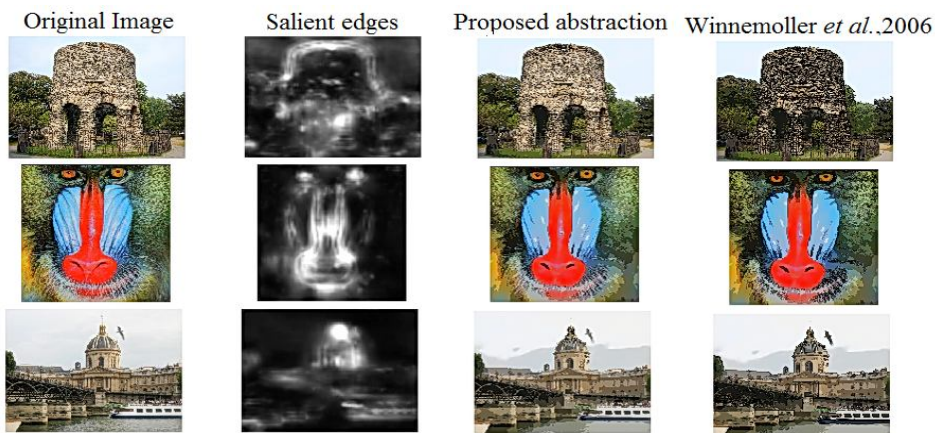 Original Image Salient edges Proposed abstraction Winnemoller et al.,2006